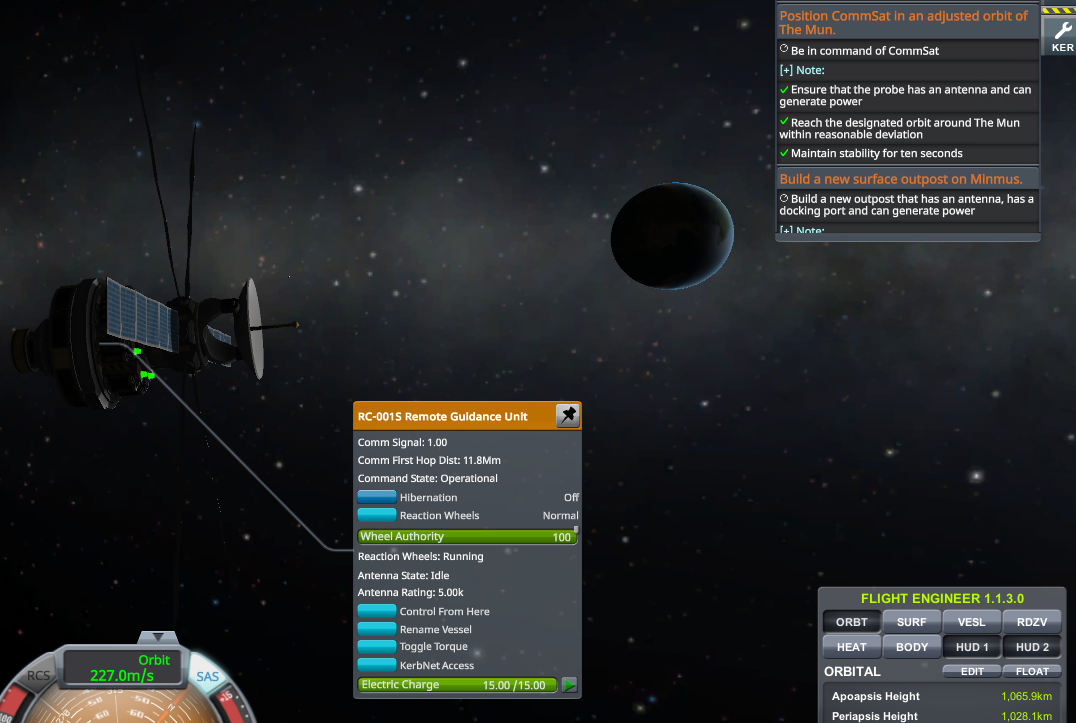 Position CommSat in an adjusted orbit of
The Mun.
Be in command of CommSat
[+] Note:
Ensure that the probe has an antenna and can
generate power
Reach the designated orbit around The Mun
within reasonable deviation
Maintain stability for ten seconds
Build a new surface outpost on Minmus.
Build a new outpost that has an antenna, has a
docking port and can generate power
[+] Note:
KER
RC-001S Remote Guidance Unit
Comm Signal: 1.00
Comm First Hop Dist: 11.8Mm
Command State: Operational
Hibernation Off
Reaction Wheels Normal
Wheel Authority 100
Reaction Wheels: Running
Antenna State: Idle
Antenna Rating: 5.00k
Control From Here
Rename Vessel
Toggle Torque
KerbNet Access
Electric Charge 15.00 /15.00
Orbit
227.0m/s
RCS
SAS
FLIGHT ENGINEER 1.1.3.0
ORBT SURF VESL RDZV
HEAT BODY HUD 1 HUD 2
ORBITAL EDIT FLOAT
Apoapsis Height 1,065.9km
Periapsis Height 1,028.1km